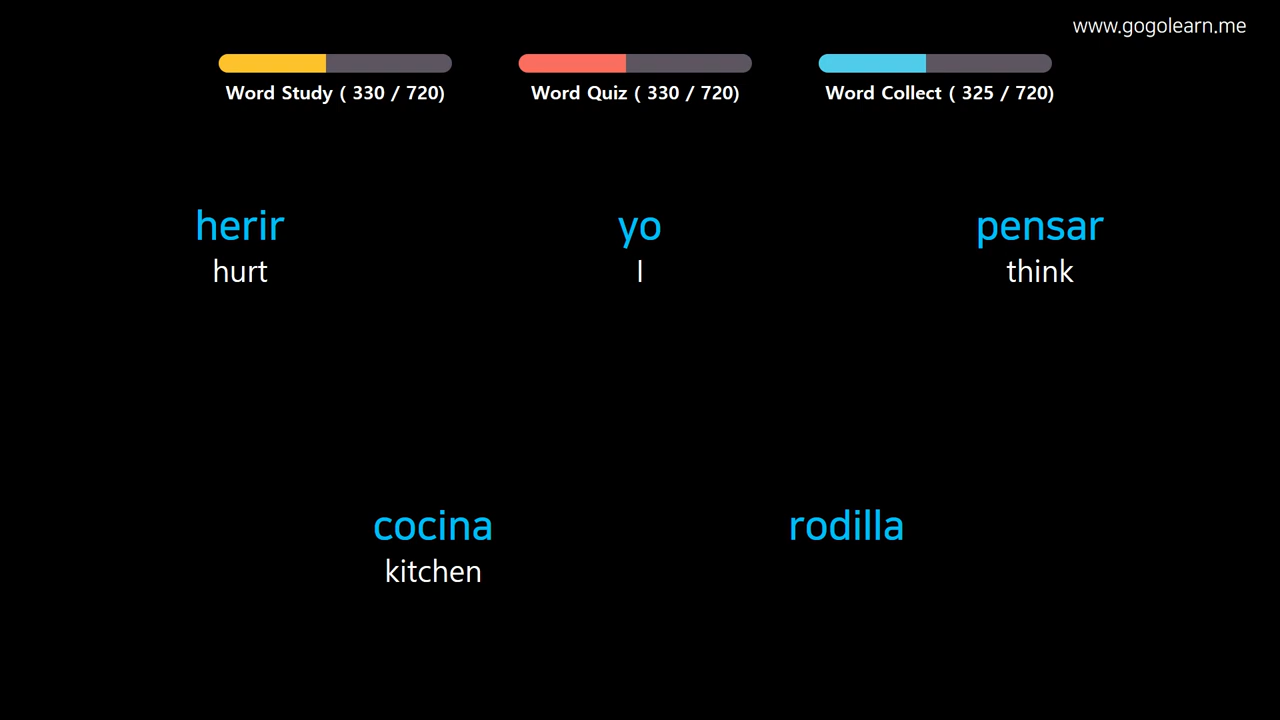 www.gogolearn.me
Word Study ( 330 / 720)
Word Quiz ( 330 / 720)
Word Collect ( 325 / 720)
herir
hurt
yo
I
pensar
think
cocina
kitchen
rodilla